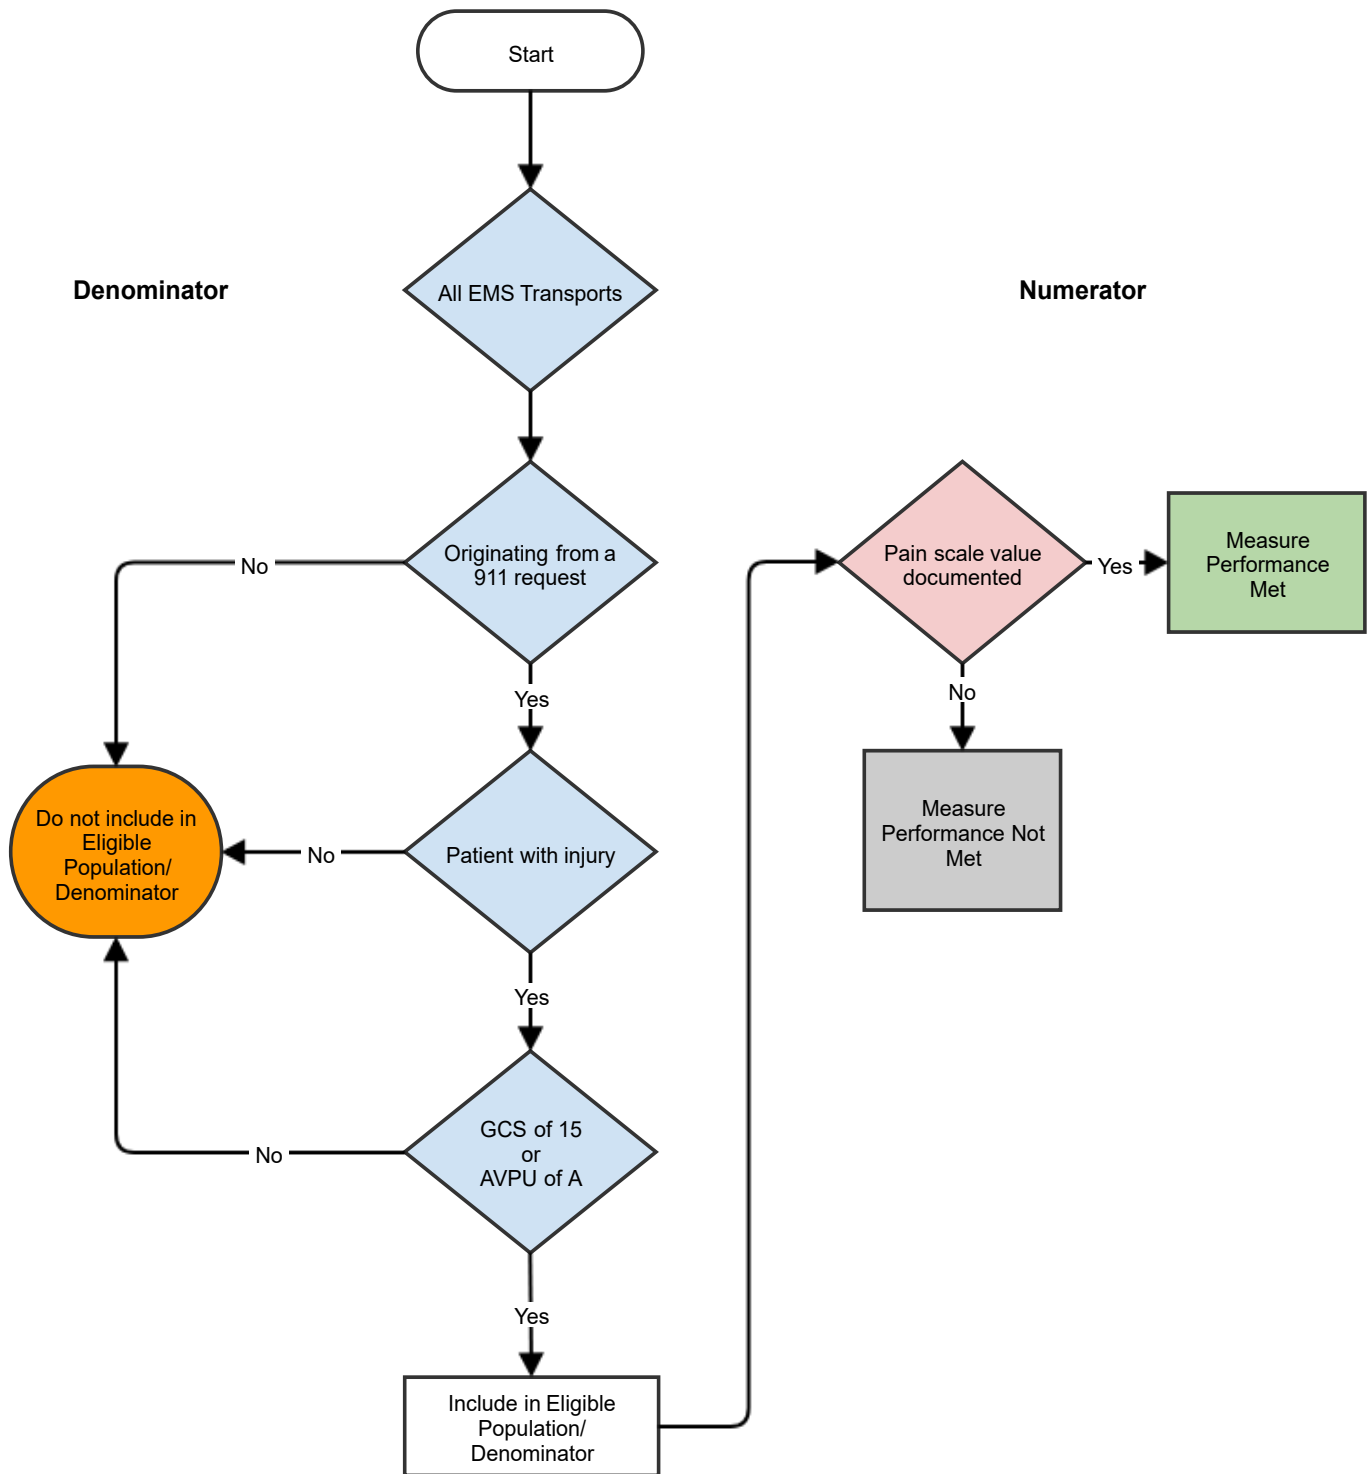 Start
All EMS Transports
Denominator
Numerator
Originating from a
911 request
No
Yes
Patient with injury
No
Do not include in
Eligible
Population/
Denominator
Yes
GCS of 15
or
AVPU of A
No
Yes
Include in Eligible
Population/
Denominator
Pain scale value
documented
Yes
Measure
Performance
Met
No
Measure
Performance Not
Met